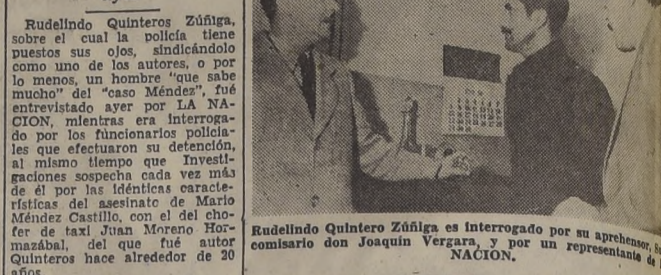 Rudelindo Quinteros Zúñiga,
sobre el cual la policía tiene
puestos sus ojos, sindicándolo
como uno de los autores, o por
lo menos, un hombre "que sabe
mucho" del "caso Méndez", fué
entrevistado ayer por LA NA-
CION, mientras era interroga-
do por los funcionarios policia-
les que efectuaron su detención,
al mismo tiempo que Investi-
gaciones sospecha cada vez más
de él por las idénticas caracte-
rísticas del asesinato de Mario
Méndez Castillo, con el del cho-
fer de taxi Juan Moreno Hor-
mazábal, del que fué autor
Quinteros hace alrededor de 20
años
Rudelindo Quintero Zúñiga es interrogado por su aprehensor,
comisario don Joaquín Vergara, y por un representante de
NACION.